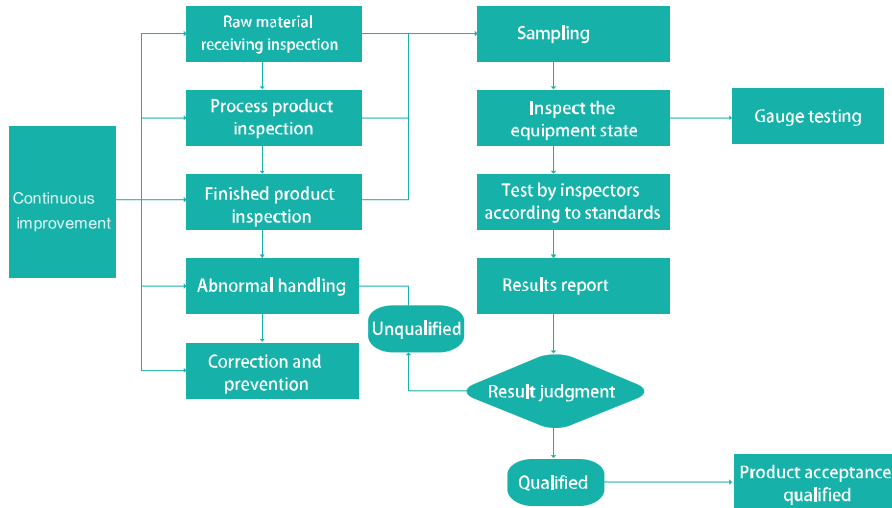 Continuous
improvement
Raw material
receiving inspection
Process product
inspection
Finished product
inspection
Abnormal handling
Correction and
prevention
Unqualified
Sampling
Inspect the
equipment state
Gauge testing
Test by inspectors
according to standards
Results report
Result judgment
Qualified
Product acceptance
qualified